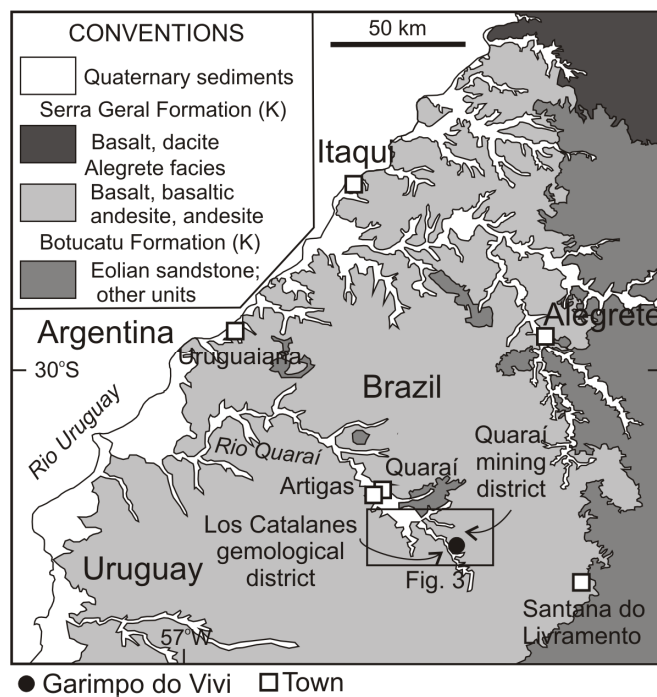 CONVENTIONS
Quaternary sediments
Serra Geral Formation (K)
Basalt, dacite
Alegrete facies
Basalt, basaltic
andesite, andesite
Botucatu Formation (K)
Eolian sandstone;
other units
50 km
Itaqui
Argentina
Uruguaiana
Alegrete
30°S
Brazil
Rio Uruguay
Rio Quaraí
Quaraí
mining
district
Quaraí
Artigas
Los Catalanes
gemological
district
Uruguay
Fig. 3
Santana do
Livramento
57°W
Garimpo do Vivi
Town